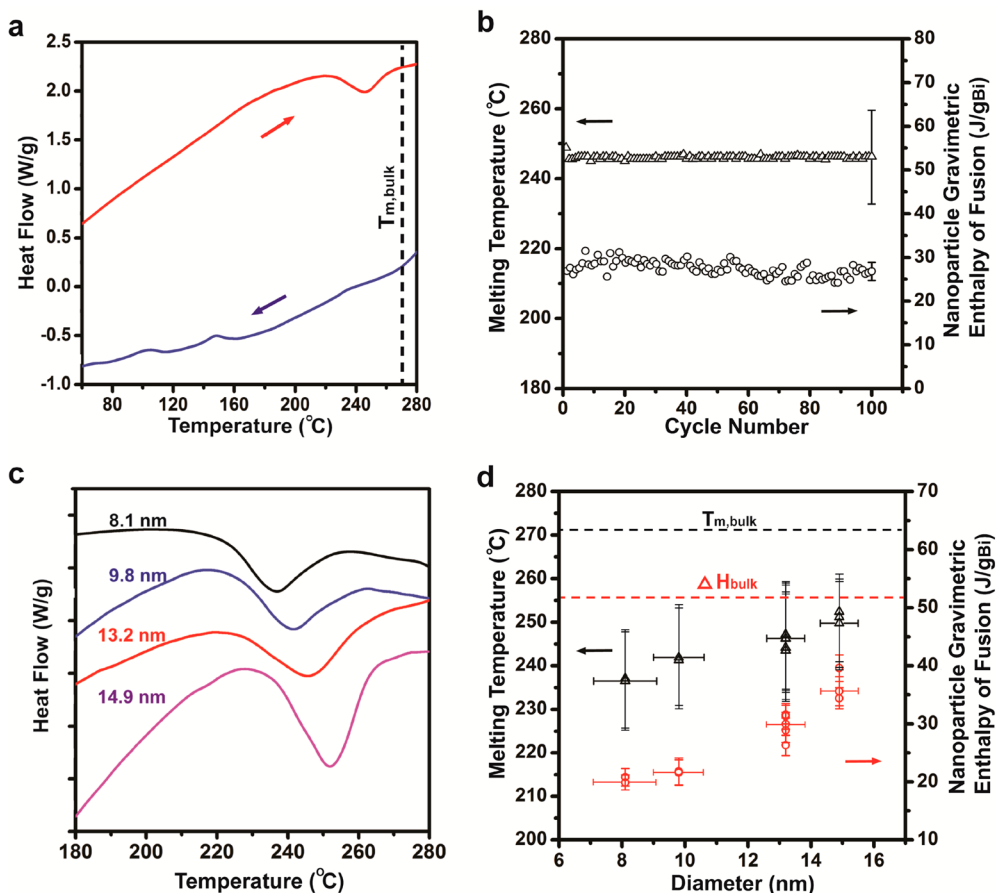 a
2.5
2.0
1.5
1.0
0.5
0.0
-0.5
-1.0
Heat Flow (W/g)
Tm,bulk
80
120
160
200
240
280
Temperature (°C)
b
280
260
240
220
200
180
Melting Temperature (°C)
80
70
60
50
40
30
20
10
0
Nanoparticle Gravimetric
Enthalpy of Fusion (J/gBi)
0
20
40
60
80
100
Cycle Number
c
8.1 nm
9.8 nm
13.2 nm
14.9 nm
Heat Flow (W/g)
180
200
220
240
260
280
Temperature (°C)
d
280
270
260
250
240
230
220
210
200
Melting Temperature (°C)
Tm,bulk
△ Hbulk
70
60
50
40
30
20
10
Nanoparticle Gravimetric
Enthalpy of Fusion (J/gBi)
6
8
10
12
14
16
Diameter (nm)